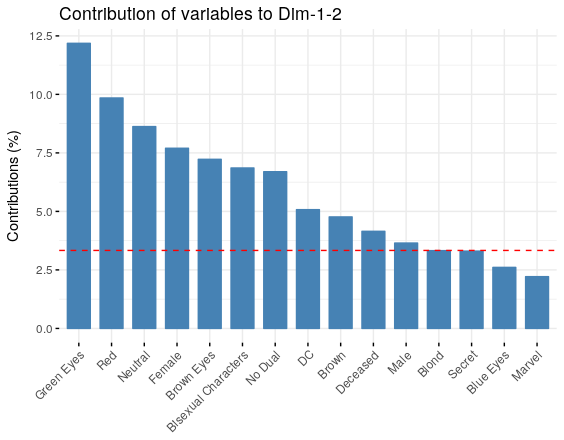 Contribution of variables to Dim-1-2
Contributions (%)
12.5
10.0
7.5
5.0
2.5
0.0
Green Eyes
Red
Neutral
Female
Brown Eyes
BIsexual Characters
No Dual
DC
Brown
Deceased
Male
Blond
Secret
Blue Eyes
Marvel